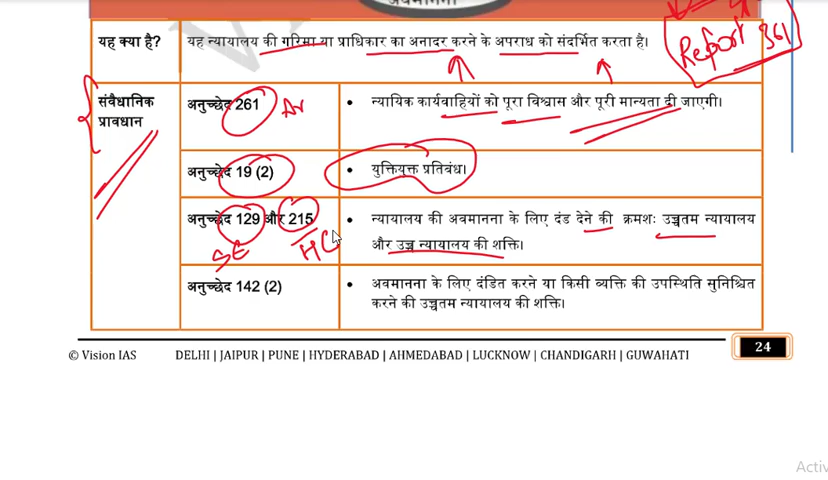 अवमानना
Report 361
यह क्या है? यह न्यायालय की गरिमा या प्राधिकार का अनादर करने के अपराध को संदर्भित करता है।
संवैधानिक प्रावधान
अनुच्छेद 261 • न्यायिक कार्यवाहियों को पूरा विश्वास और पूरी मान्यता दी जाएगी।
अनुच्छेद 19 (2) • युक्तियुक्त प्रतिबंध।
अनुच्छेद 129 और 215 • न्यायालय की अवमानना के लिए दंड देने की क्रमशः उच्चतम न्यायालय
और उच्च न्यायालय की शक्ति।
HC
अनुच्छेद 142 (2) • अवमानना के लिए दंडित करने या किसी व्यक्ति की उपस्थिति सुनिश्चित
करने की उच्चतम न्यायालय की शक्ति।
24
© Vision IAS DELHI | JAIPUR | PUNE | HYDERABAD | AHMEDABAD | LUCKNOW | CHANDIGARH | GUWAHATI
Activ